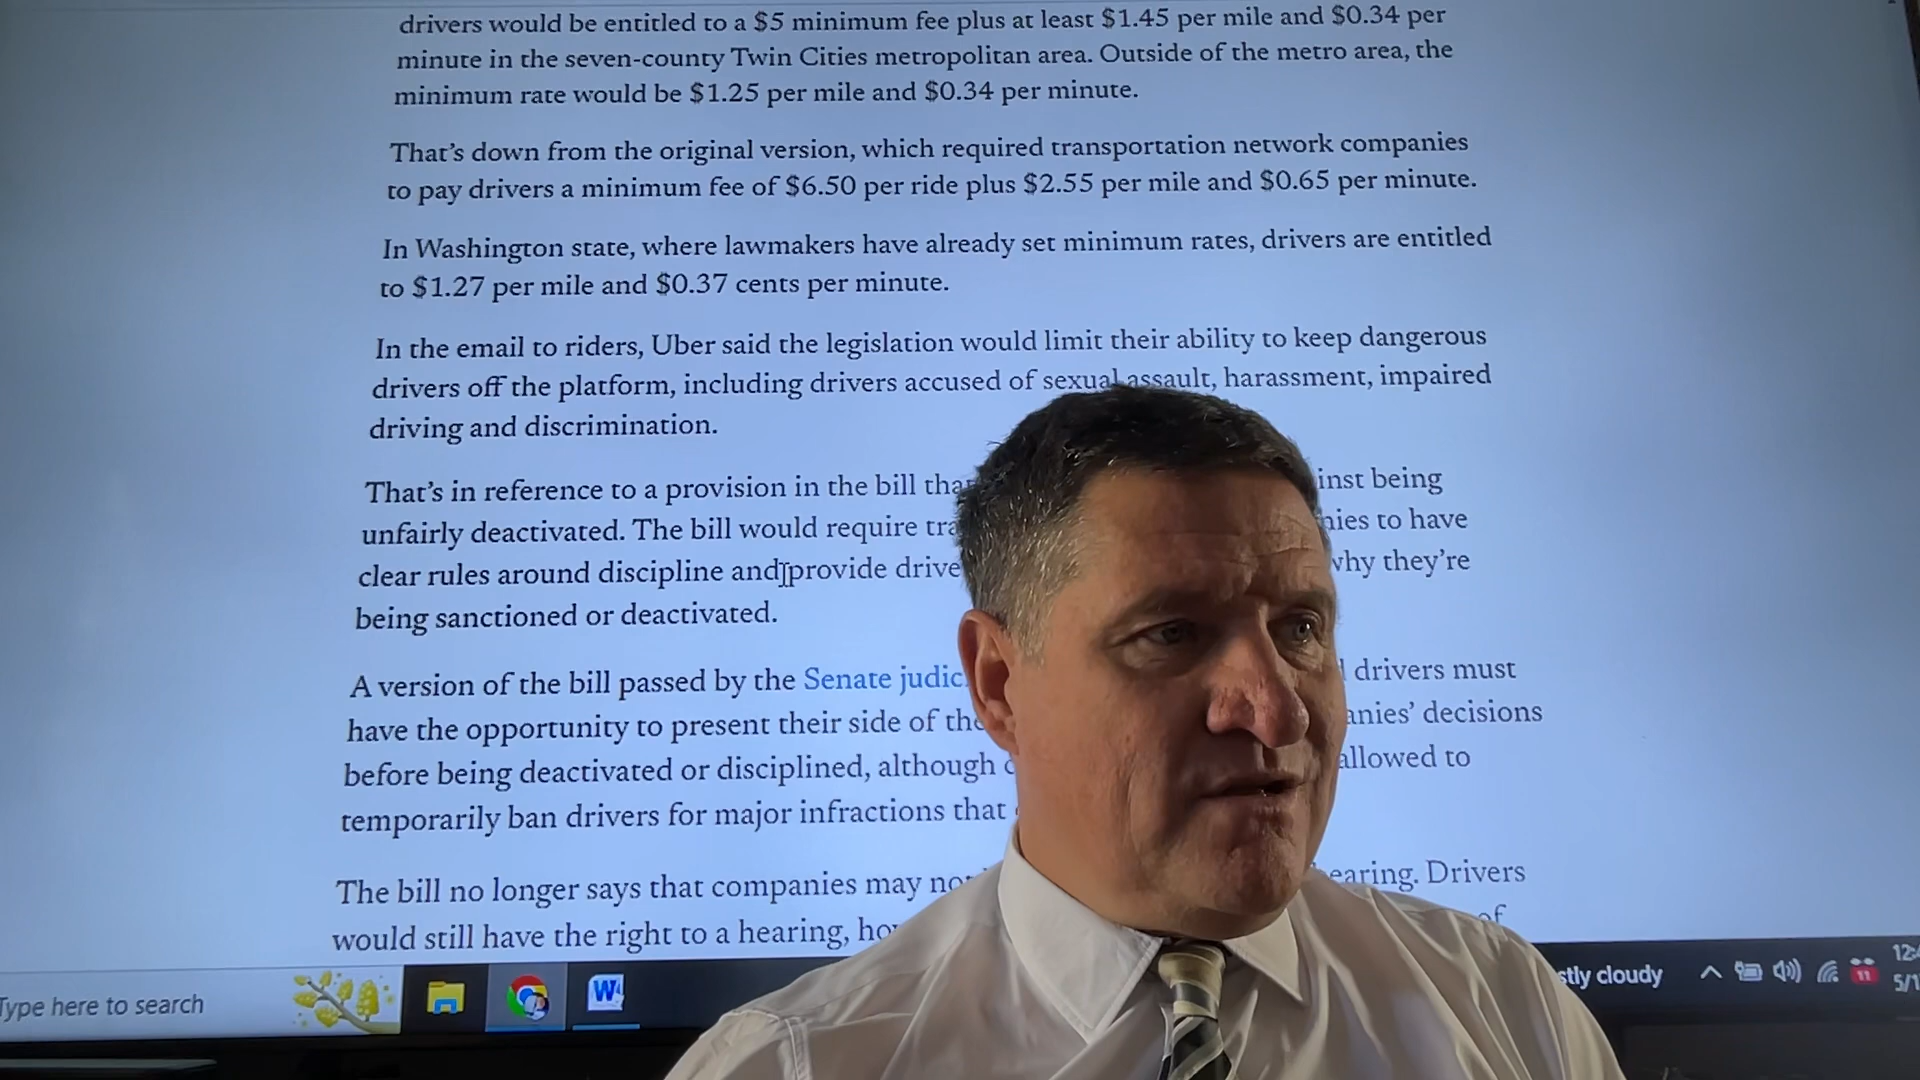 drivers would be entitled to a $5 minimum fee plus at least $1.45 per mile and $0.34 per
minute in the seven-county Twin Cities metropolitan area. Outside of the metro area, the
minimum rate would be $1.25 per mile and $0.34 per minute.
That's down from the original version, which required transportation network companies
to pay drivers a minimum fee of $6.50 per ride plus $2.55 per mile and $0.65 per minute.
In Washington state, where lawmakers have already set minimum rates, drivers are entitled
to $1.27 per mile and $0.37 cents per minute.
In the email to riders, Uber said the legislation would limit their ability to keep dangerous
drivers off the platform, including drivers accused of sexual assault, harassment, impaired
driving and discrimination.
That's in reference to a provision in the bill being
unfairly deactivated. The bill would require to have
clear rules around discipline and provide they're
being sanctioned or deactivated.
A version of the bill passed by the Senate drivers must
have the opportunity to present their side of decisions
before being deactivated or disciplined, although allowed to
temporarily ban drivers for major infractions that
The bill no longer says that companies may Drivers
would still have the right to a hearing, of
Type here to search
W
cloudy
11